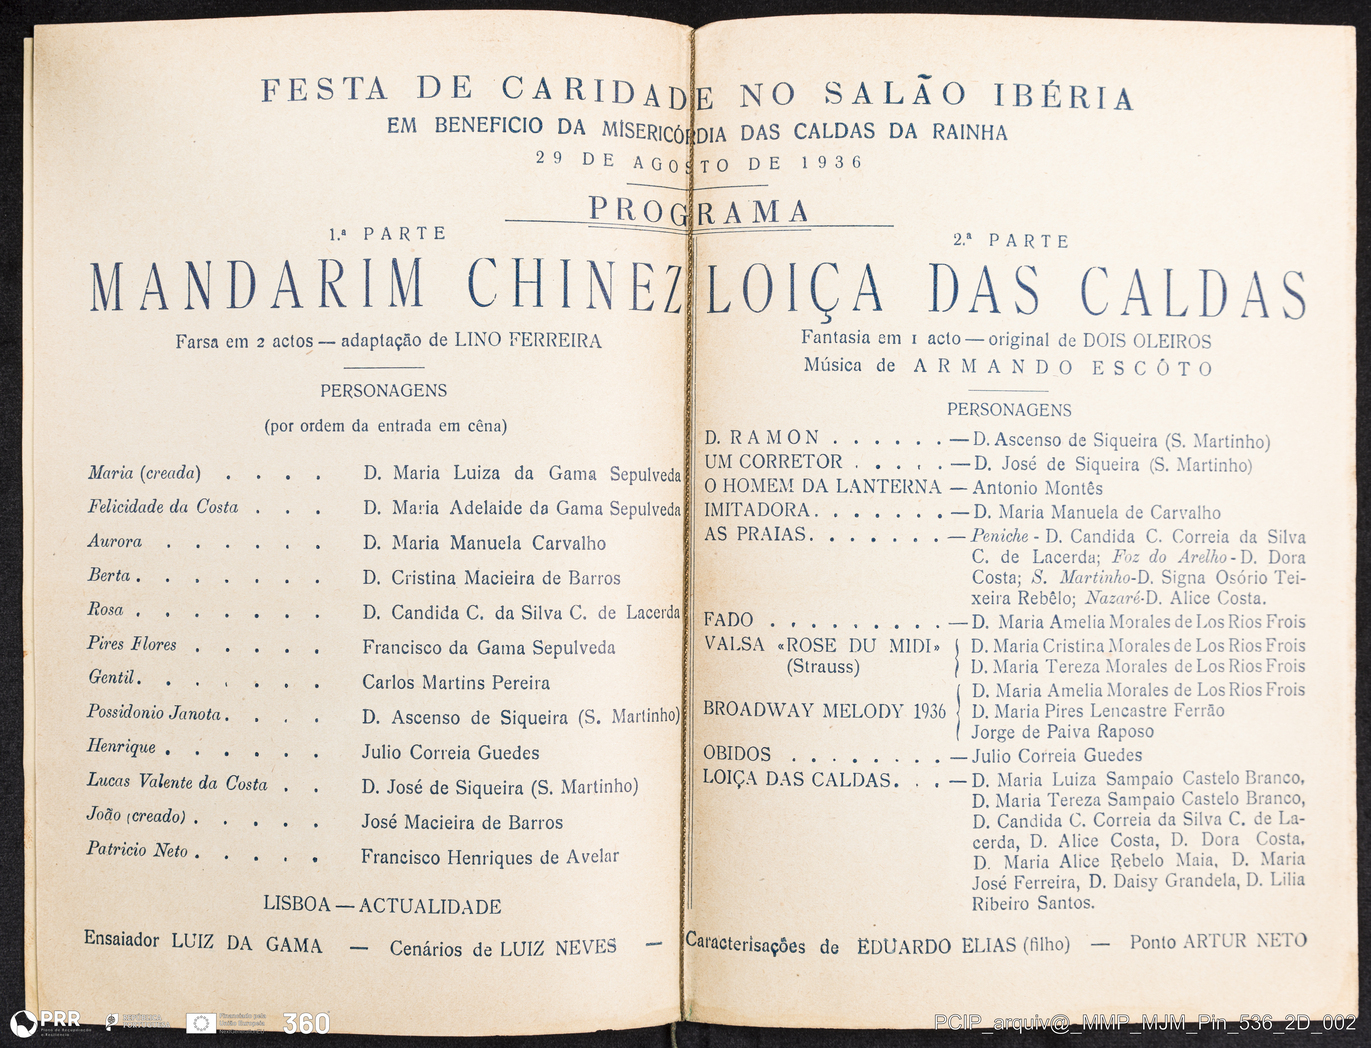 FESTA DE CARIDADE NO SALÃO IBÉRIA
EM BENEFICIO DA MISERICÓRDIA DAS CALDAS DA RAINHA
29 DE AGOSTO DE 1936
PROGRAMA
1.ª PARTE
MANDARIM CHINEZ
Farsa em 2 actos — adaptação de LINO FERREIRA
PERSONAGENS
(por ordem da entrada em cêna)
Maria (creada) . . . . D. Maria Luiza da Gama Sepulveda
Felicidade da Costa . . . D. Maria Adelaide da Gama Sepulveda
Aurora . . . . . . D. Maria Manuela Carvalho
Berta . . . . . . . D. Cristina Macieira de Barros
Rosa . . . . . . . D. Candida C. da Silva C. de Lacerda
Pires Flores . . . . . Francisco da Gama Sepulveda
Gentil. . . . . . . Carlos Martins Pereira
Possidonio Janota. . . . D. Ascenso de Siqueira (S. Martinho)
Henrique . . . . . . Julio Correia Guedes
Lucas Valente da Costa . . D. José de Siqueira (S. Martinho)
João (creado) . . . . . José Macieira de Barros
Patricio Neto . . . . . Francisco Henriques de Avelar
LISBOA — ACTUALIDADE
2.ª PARTE
LOIÇA DAS CALDAS
Fantasia em 1 acto — original de DOIS OLEIROS
Música de ARMANDO ESCÓTO
PERSONAGENS
D. RAMON . . . . . . — D. Ascenso de Siqueira (S. Martinho)
UM CORRETOR . . . . . — D. José de Siqueira (S. Martinho)
O HOMEM DA LANTERNA — Antonio Montês
IMITADORA. . . . . . . — D. Maria Manuela de Carvalho
AS PRAIAS. . . . . . . — Peniche - D. Candida C. Correia da Silva
C. de Lacerda; Foz do Arelho - D. Dora
Costa; S. Martinho-D. Signa Osório Tei-
xeira Rebêlo; Nazaré-D. Alice Costa.
FADO . . . . . . . . . — D. Maria Amelia Morales de Los Rios Frois
VALSA «ROSE DU MIDI» D. Maria Cristina Morales de Los Rios Frois
(Strauss) D. Maria Tereza Morales de Los Rios Frois
D. Maria Amelia Morales de Los Rios Frois
BROADWAY MELODY 1936 D. Maria Pires Lencastre Ferrão
Jorge de Paiva Raposo
OBIDOS . . . . . . . . — Julio Correia Guedes
LOIÇA DAS CALDAS. . . — D. Maria Luiza Sampaio Castelo Branco,
D. Maria Tereza Sampaio Castelo Branco,
D. Candida C. Correia da Silva C. de La-
cerda, D. Alice Costa, D. Dora Costa,
D. Maria Alice Rebelo Maia, D. Maria
José Ferreira, D. Daisy Grandela, D. Lilia
Ribeiro Santos.
Ensaiador LUIZ DA GAMA — Cenários de LUIZ NEVES — Caracterisações de EDUARDO ELIAS (filho) — Ponto ARTUR NETO
PRR
Plano de Recuperação
e Resiliência
REPÚBLICA
PORTUGUESA
Financiado pela
União Europeia
360
PCIP_arquiv@_MMP_MJM_Pin_536_2D_002